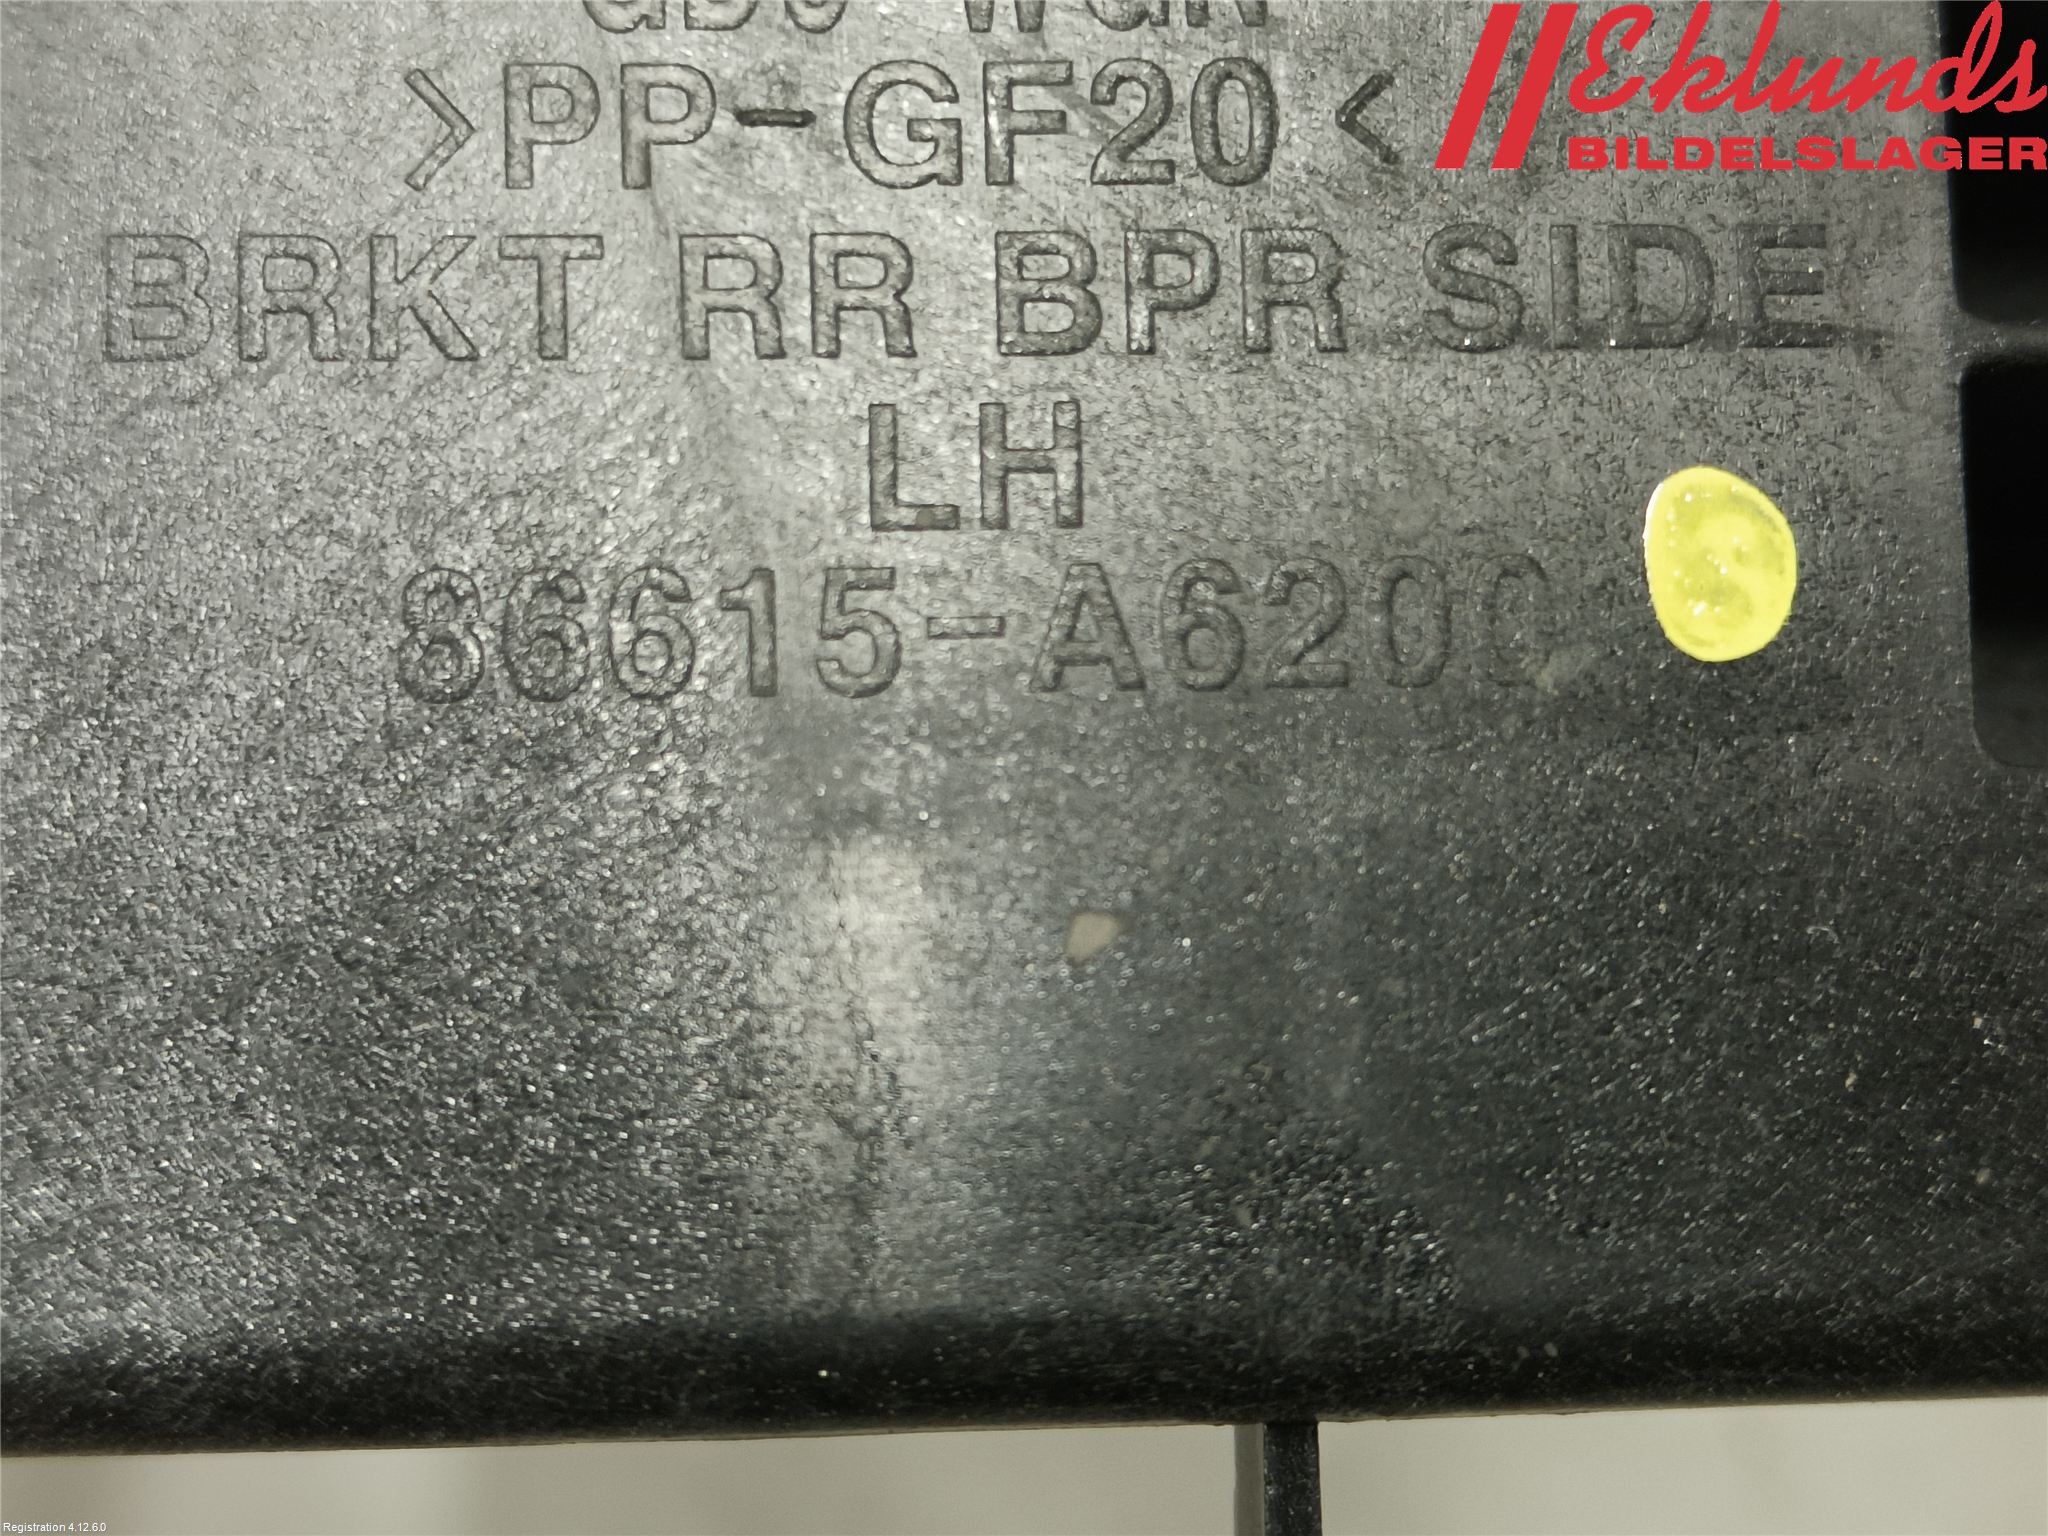 >PP-GF20<
BRKT RR BPR SIDE
LH
86615-A6200
Eklunds
BILDELSLAGER
Registration 4.12.6.0